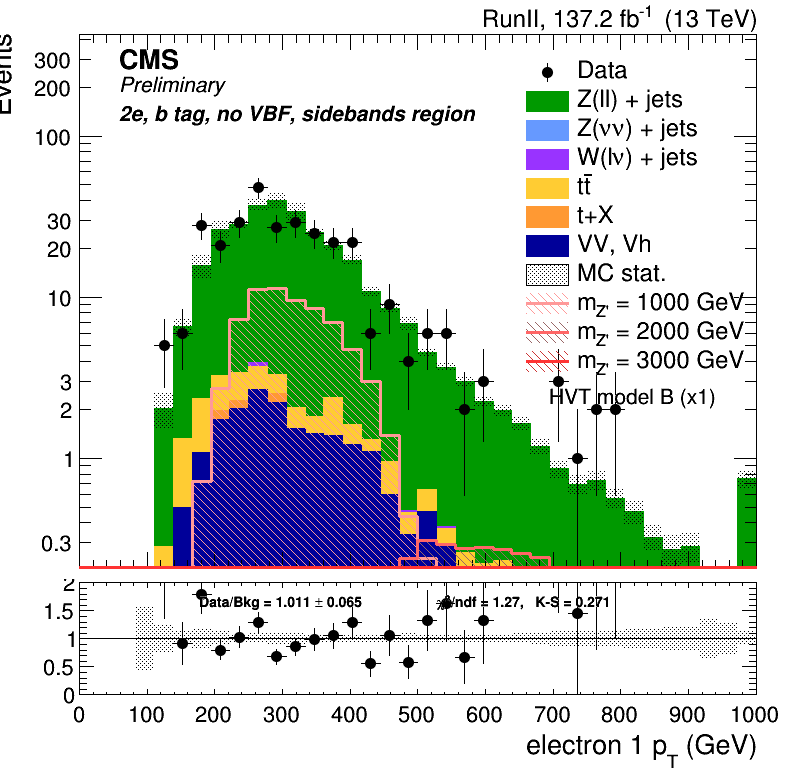 RunII, 137.2 fb⁻¹ (13 TeV)
Events
CMS
Preliminary
2e, b tag, no VBF, sidebands region
Data
Z(ll) + jets
Z(νν) + jets
W(lν) + jets
tt̄
t+X
VV, Vh
MC stat.
m_Z' = 1000 GeV
m_Z' = 2000 GeV
m_Z' = 3000 GeV
HVT model B (x1)
300
200
100
30
20
10
3
2
1
0.3
2
1.5
1
0.5
0
Data/Bkg = 1.011 ± 0.065
/ndf = 1.27, K-S = 0.271
0 100 200 300 400 500 600 700 800 900 1000
electron 1 p_T (GeV)